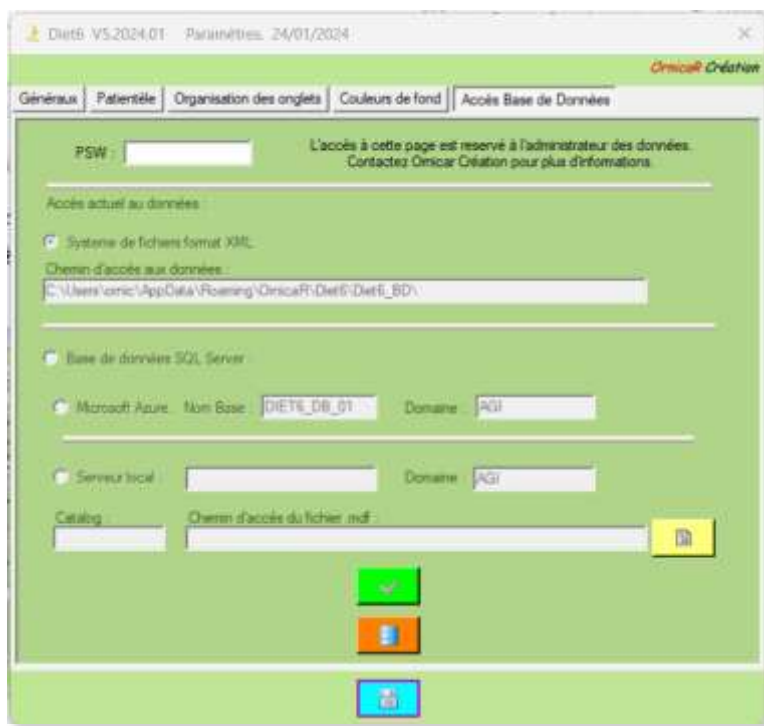 Diet6 V5.2024.01 Paramètres. 24/01/2024
OrnicaR Création
Généraux Patientèle Organisation des onglets Couleurs de fond Accès Base de Données
PSW : L'accès à cette page est reservé à l'administrateur des données.
Contactez Ornicar Création pour plus d'informations.
Accès actuel au données :
Systeme de fichiers format XML.
Chemin d'accès aux données :
C:\Users\ornic\AppData\Roaming\OrnicaR\Diet6\Diet6_BD\
Base de données SQL Server :
Microsoft Azure. Nom Base : DIET6_DB_01 Domaine : AGI
Serveur local : Domaine : AGI
Catalog : Chemin d'accès du fichier .mdf :